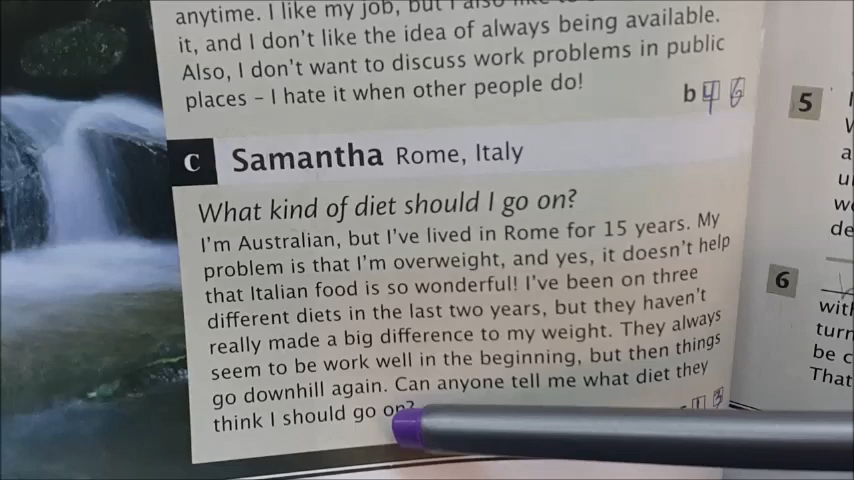 anytime. I like my job, but I also like to
it, and I don't like the idea of always being available.
Also, I don't want to discuss work problems in public
places – I hate it when other people do!
b 4 6
C Samantha Rome, Italy
What kind of diet should I go on?
I'm Australian, but I've lived in Rome for 15 years. My
problem is that I'm overweight, and yes, it doesn't help
that Italian food is so wonderful! I've been on three
different diets in the last two years, but they haven't
really made a big difference to my weight. They always
seem to be work well in the beginning, but then things
go downhill again. Can anyone tell me what diet they
think I should go on?
1 3
5
6
with
turn
be c
That